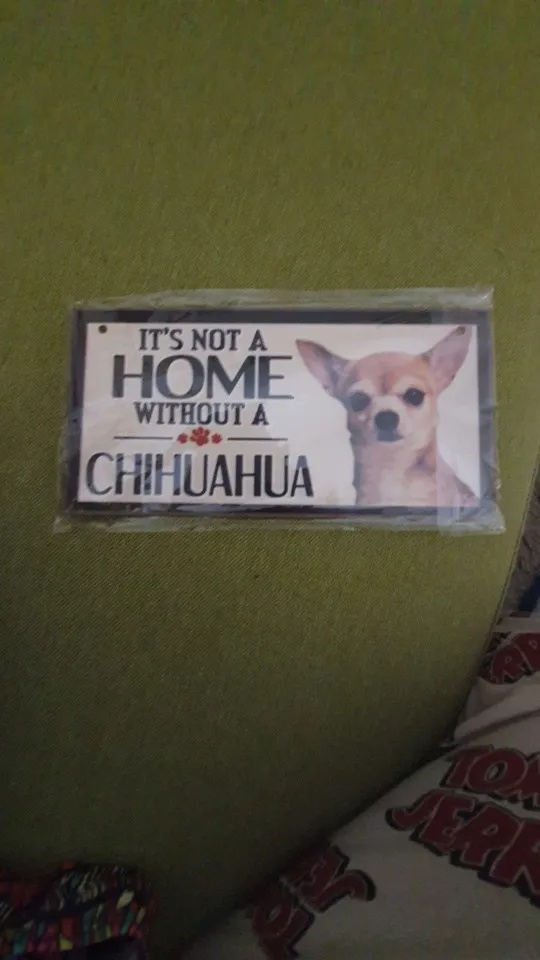 IT'S NOT A
HOME
WITHOUT A
CHIHUAHUA
TOM
JERR